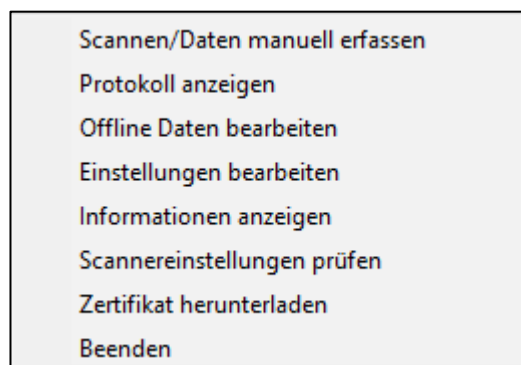 Scannen/Daten manuell erfassen
Protokoll anzeigen
Offline Daten bearbeiten
Einstellungen bearbeiten
Informationen anzeigen
Scannereinstellungen prüfen
Zertifikat herunterladen
Beenden